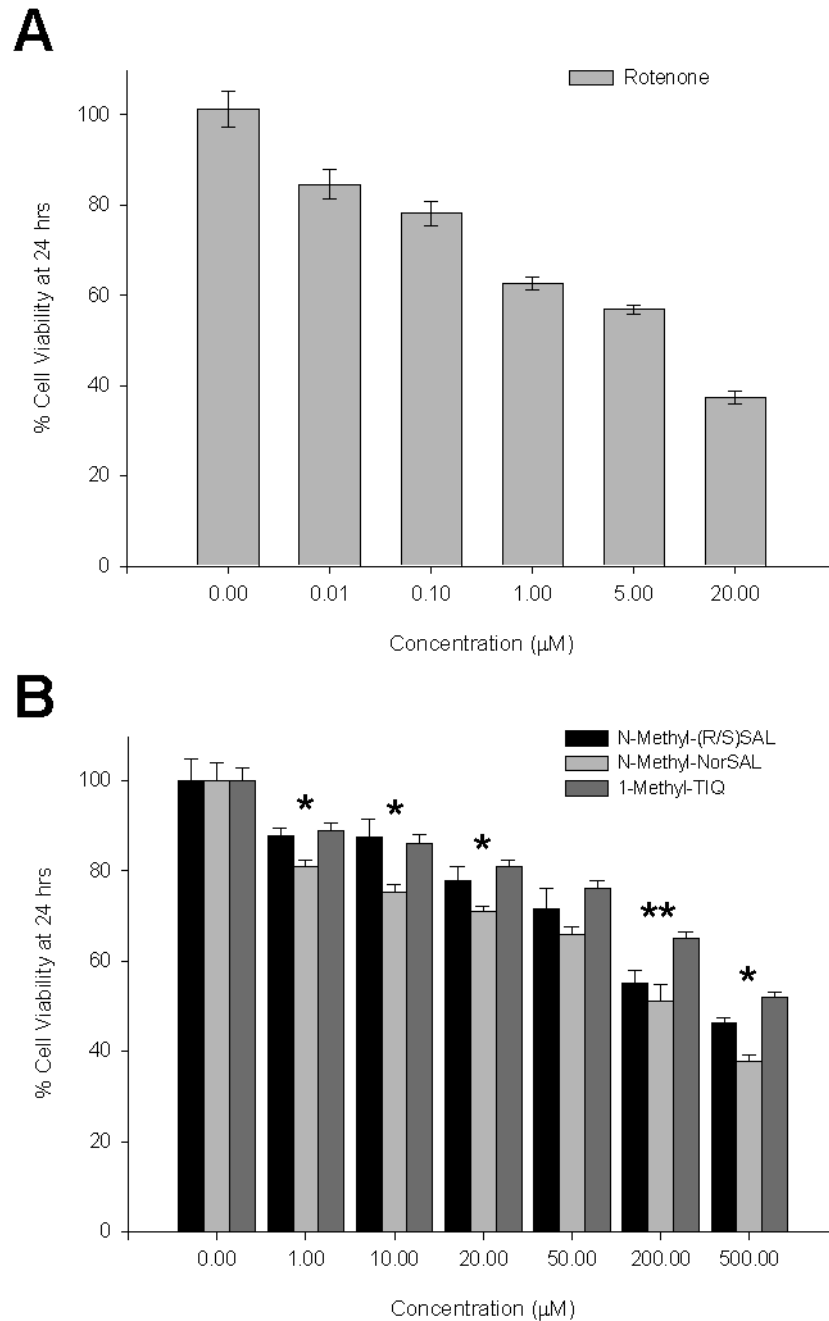 A
Rotenone
100
80
60
40
20
0
% Cell Viability at 24 hrs
0.00 0.01 0.10 1.00 5.00 20.00
Concentration (μM)
B
N-Methyl-(R/S)SAL
N-Methyl-NorSAL
1-Methyl-TIQ
100
80
60
40
20
0
% Cell Viability at 24 hrs
*
*
*
**
*
0.00 1.00 10.00 20.00 50.00 200.00 500.00
Concentration (μM)